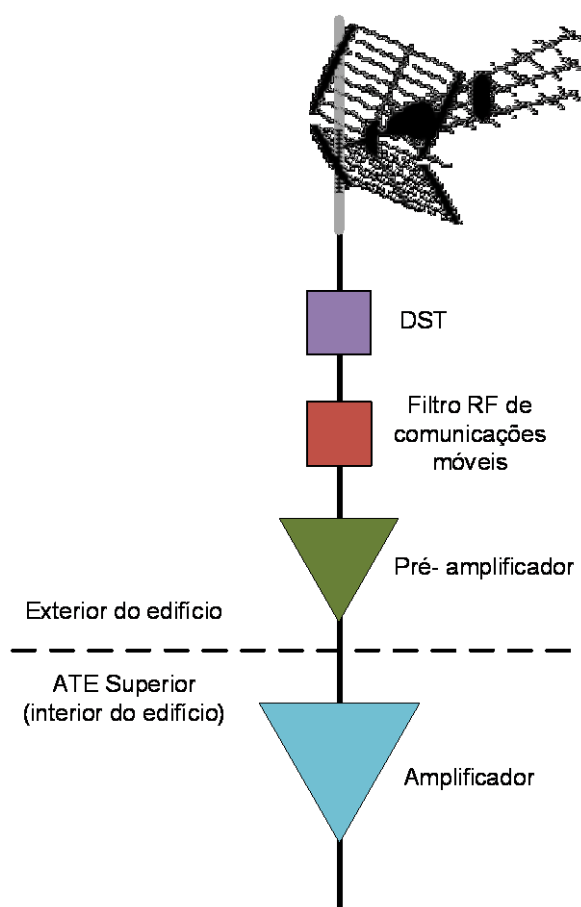 DST
Filtro RF de
comunicações
móveis
Pré- amplificador
Exterior do edifício
ATE Superior
(interior do edifício)
Amplificador